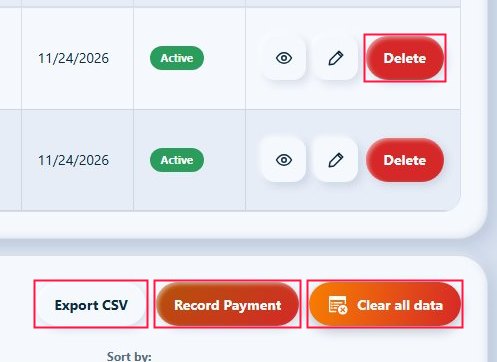 11/24/2026 Active Delete
11/24/2026 Active Delete
Export CSV Record Payment Clear all data
Sort by: